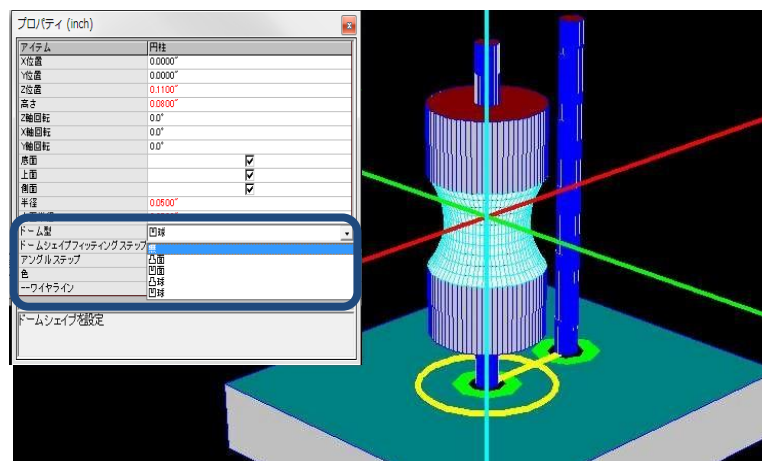 プロパティ (inch)
アイテム 円柱
X位置 0.0000"
Y位置 0.0000"
Z位置 0.1100"
高さ 0.0800"
Z軸回転 0.0°
X軸回転 0.0°
Y軸回転 0.0°
底面
上面
側面
半径 0.0500"
ドーム型 凹球
ドームシェイプフィッティングステップ
アングルステップ 凸面
色 凹面
凸球
--ワイヤライン 凹球
ドームシェイプを設定